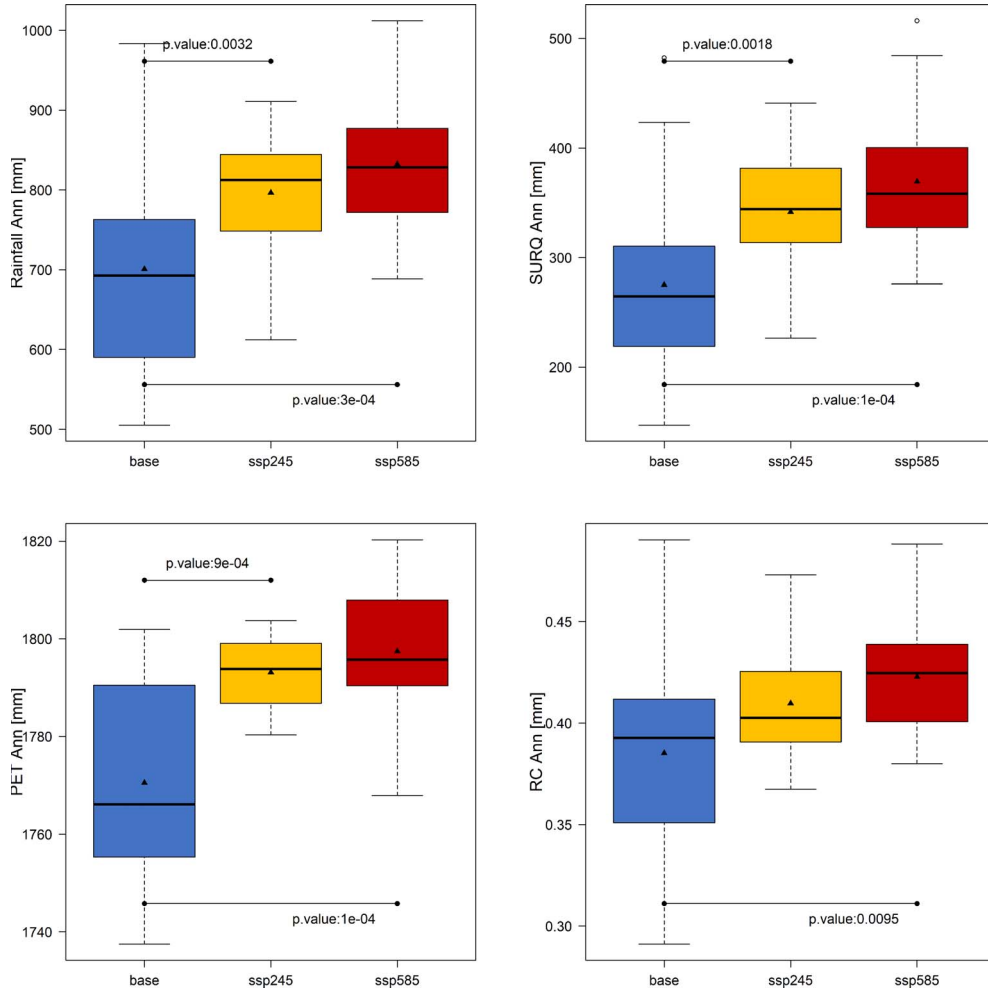 Rainfall Ann [mm]
1000
900
800
700
600
500
p.value:0.0032
p.value:3e-04
base
ssp245
ssp585
SURQ Ann [mm]
500
400
300
200
p.value:0.0018
p.value:1e-04
base
ssp245
ssp585
PET Ann [mm]
1820
1800
1780
1760
1740
p.value:9e-04
p.value:1e-04
base
ssp245
ssp585
RC Ann [mm]
0.45
0.40
0.35
0.30
p.value:0.0095
base
ssp245
ssp585